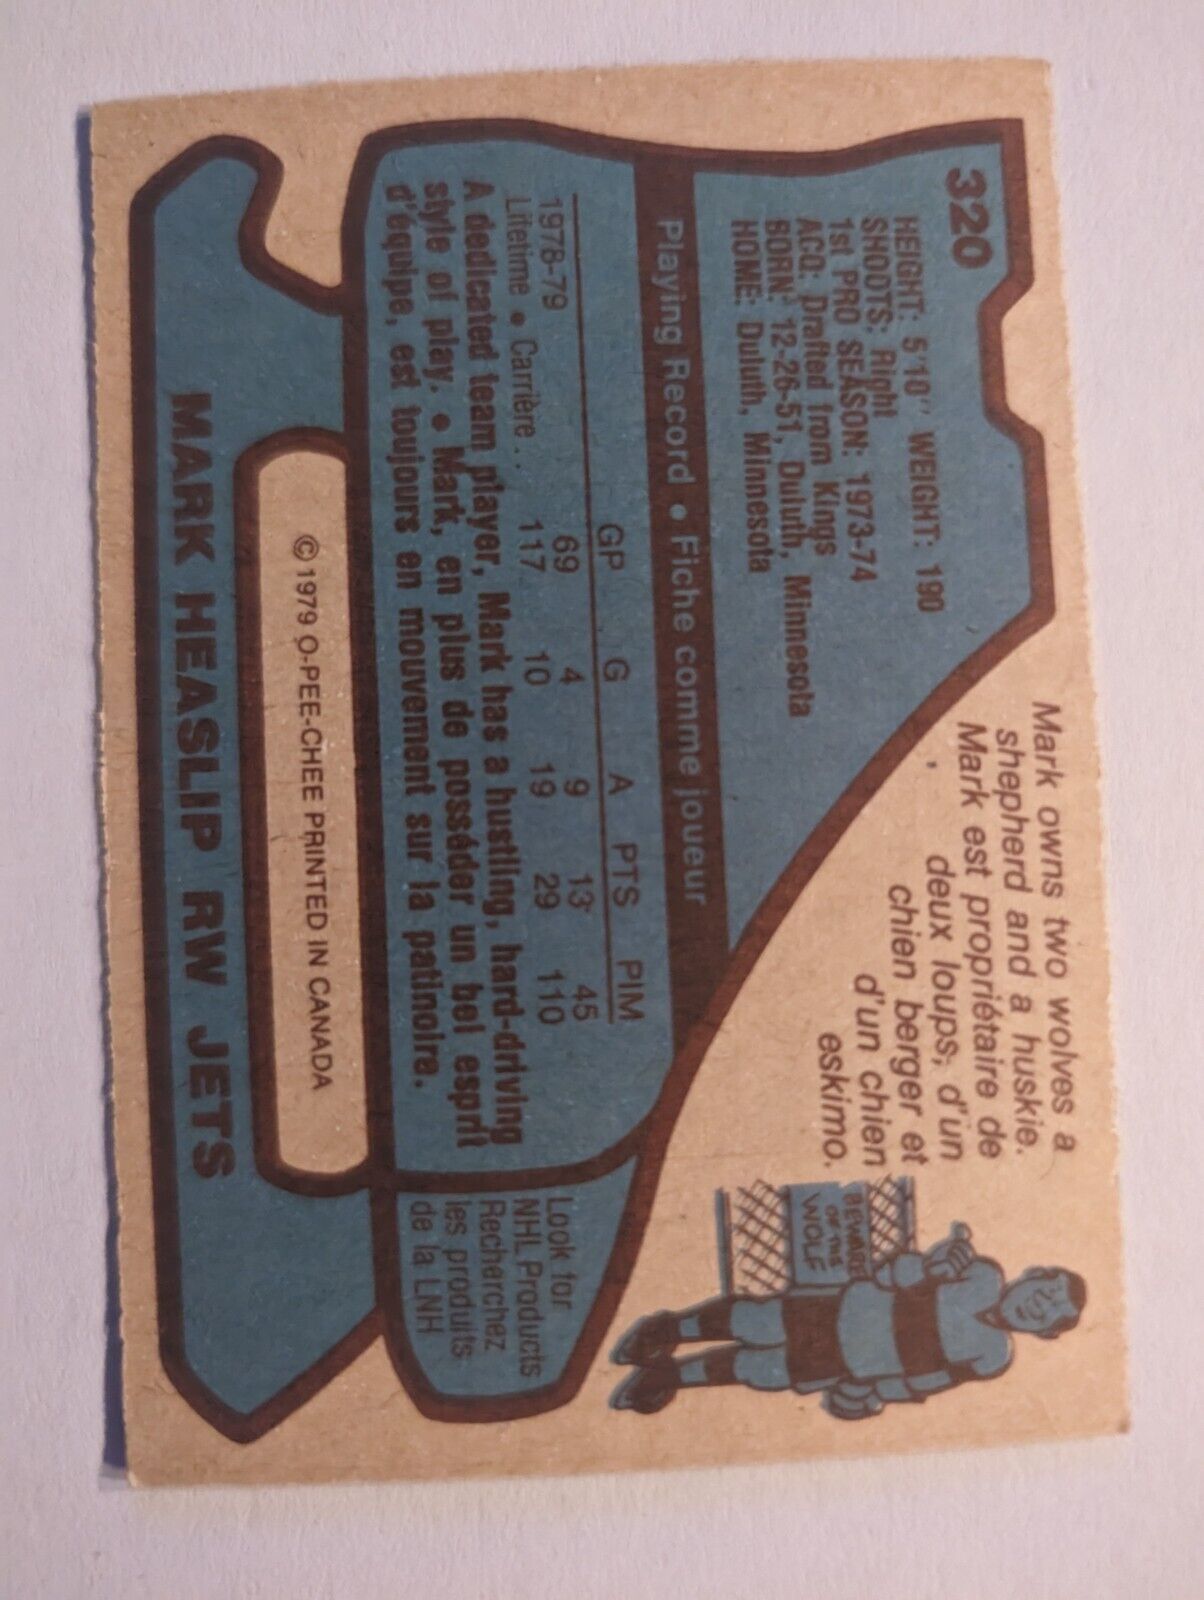 320
HEIGHT: 5'10" WEIGHT: 190
SHOOTS: Right
1st PRO SEASON: 1973-74
ACQ: Drafted from Kings
BORN: 12-26-51, Duluth, Minnesota
HOME: Duluth, Minnesota
Mark owns two wolves a
shepherd and a huskie.
Mark est propriétaire de
deux loups, d'un
chien berger et
d'un chien
eskimo.
BEWARE
OF THE
WOLF
Playing Record • Fiche comme joueur
GP G A PTS PIM
1978-79 69 4 9 13 45
Lifetime • Carrière.. 117 10 19 29 110
A dedicated team player, Mark has a hustling, hard-driving
style of play. • Mark, en plus de posséder un bel esprit
d'équipe, est toujours en mouvement sur la patinoire.
Look for
NHL Products
Recherchez
les produits
de la LNH
© 1979 O-PEE-CHEE PRINTED IN CANADA
MARK HEASLIP RW JETS